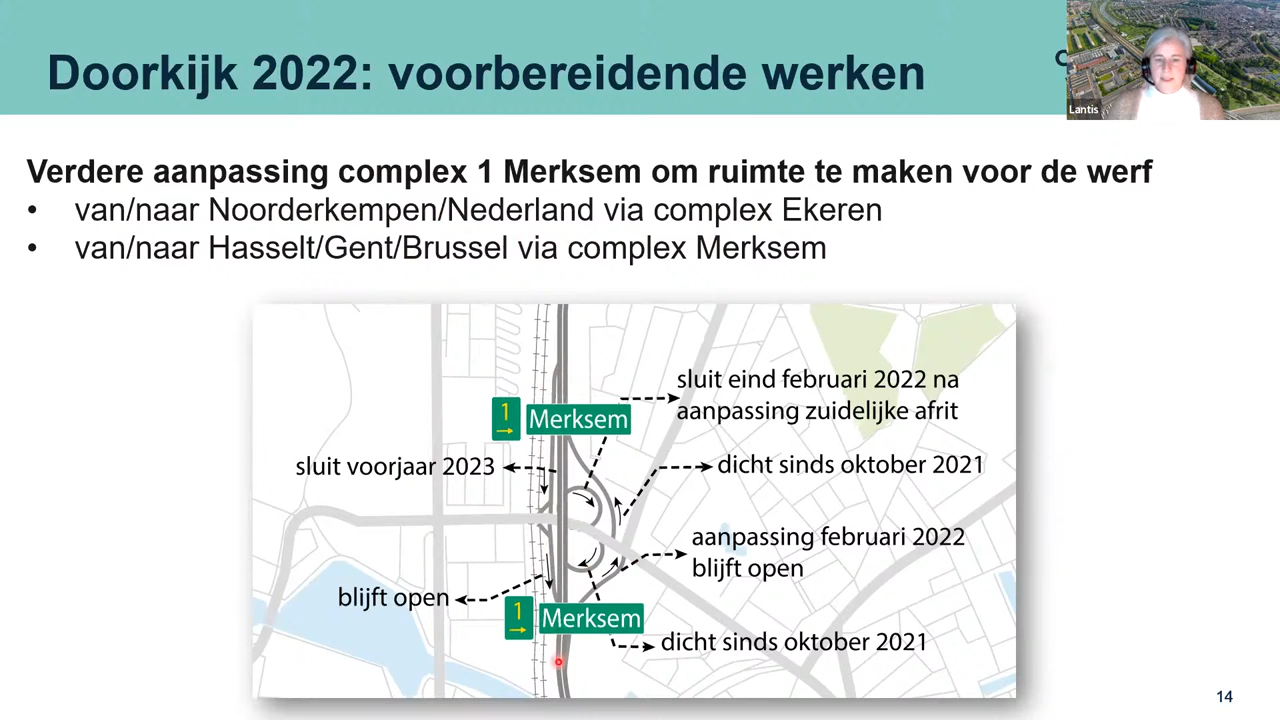 Doorkijk 2022: voorbereidende werken
Lantis
Verdere aanpassing complex 1 Merksem om ruimte te maken voor de werf
• van/naar Noorderkempen/Nederland via complex Ekeren
• van/naar Hasselt/Gent/Brussel via complex Merksem
sluit eind februari 2022 na
aanpassing zuidelijke afrit
1 Merksem
sluit voorjaar 2023
dicht sinds oktober 2021
aanpassing februari 2022
blijft open
blijft open
1 Merksem
dicht sinds oktober 2021
14